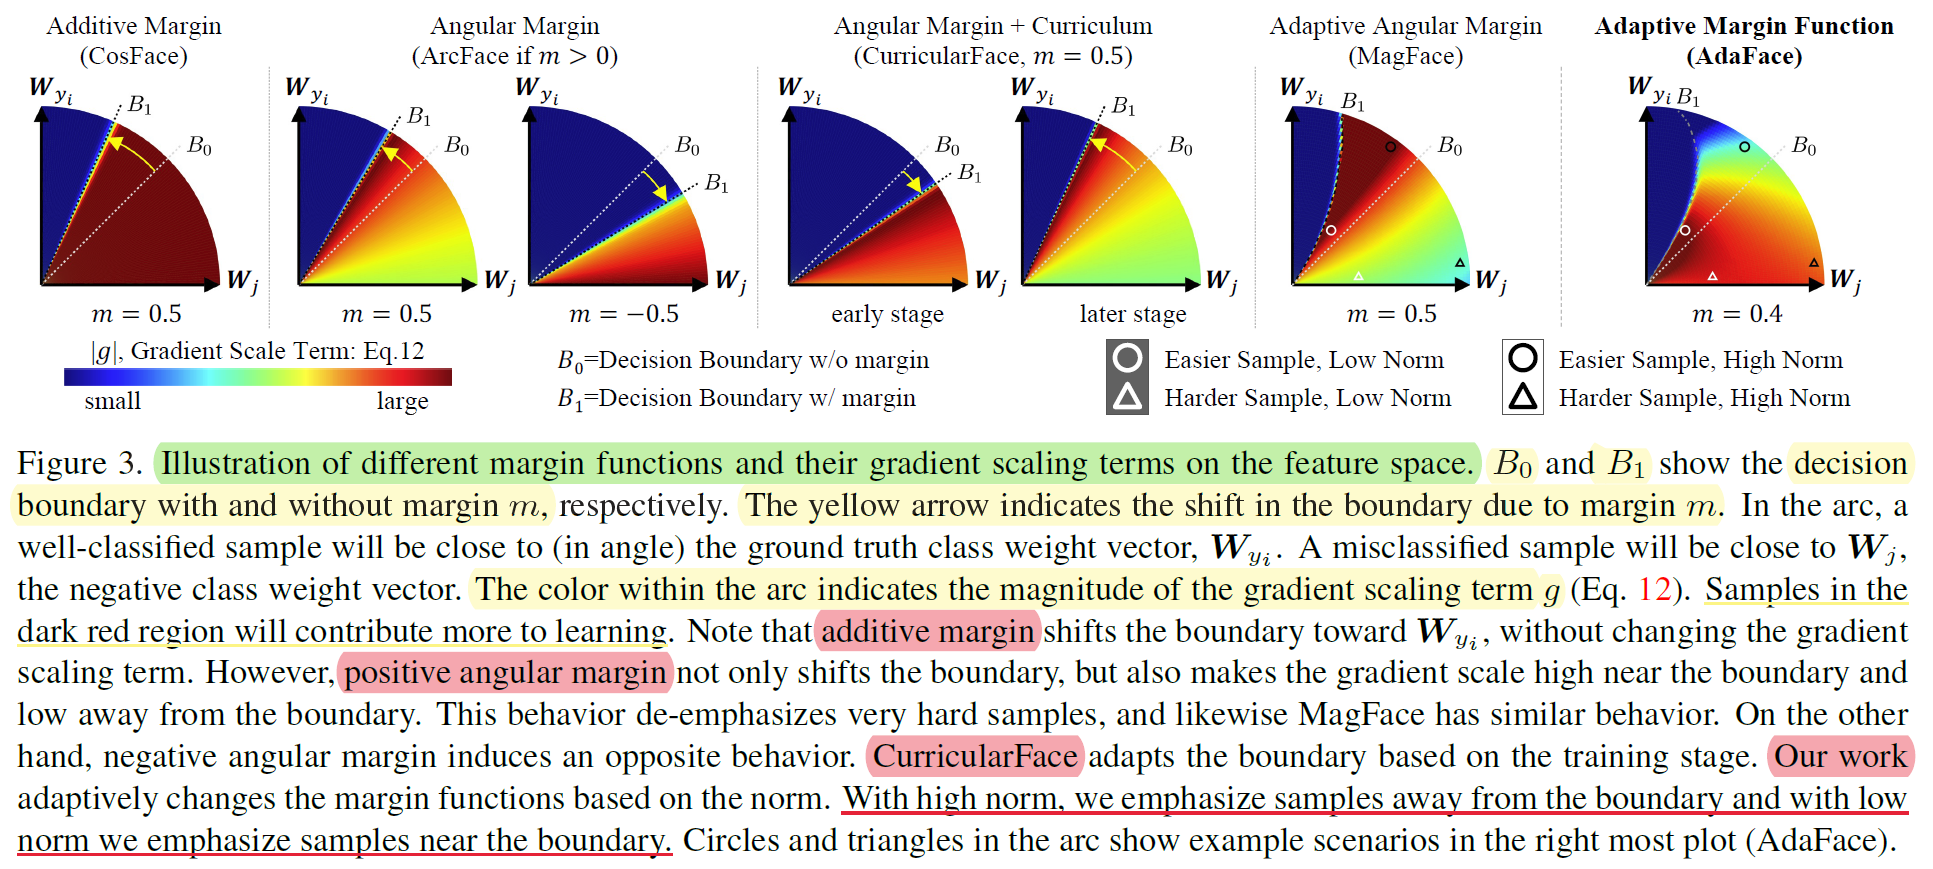 Additive Margin
(CosFace)
Angular Margin
(ArcFace if m > 0)
Angular Margin + Curriculum
(CurricularFace, m = 0.5)
Adaptive Angular Margin
(MagFace)
Adaptive Margin Function
(AdaFace)
W_{y_i} B_1 B_0 W_j
W_{y_i} B_1 B_0 W_j
W_{y_i} B_0 B_1 W_j
W_{y_i} B_0 B_1 W_j
W_{y_i} B_1 B_0 W_j
W_{y_i} B_1 B_0 W_j
W_{y_i} B_1 B_0 W_j
m = 0.5
m = 0.5
m = −0.5
early stage
later stage
m = 0.5
m = 0.4
|g|, Gradient Scale Term: Eq.12
small large
B_0=Decision Boundary w/o margin
B_1=Decision Boundary w/ margin
Easier Sample, Low Norm
Harder Sample, Low Norm
Easier Sample, High Norm
Harder Sample, High Norm
Figure 3. Illustration of different margin functions and their gradient scaling terms on the feature space. B_0 and B_1 show the decision
boundary with and without margin m, respectively. The yellow arrow indicates the shift in the boundary due to margin m. In the arc, a
well-classified sample will be close to (in angle) the ground truth class weight vector, W_{y_i}. A misclassified sample will be close to W_j,
the negative class weight vector. The color within the arc indicates the magnitude of the gradient scaling term g (Eq. 12). Samples in the
dark red region will contribute more to learning. Note that additive margin shifts the boundary toward W_{y_i}, without changing the gradient
scaling term. However, positive angular margin not only shifts the boundary, but also makes the gradient scale high near the boundary and
low away from the boundary. This behavior de-emphasizes very hard samples, and likewise MagFace has similar behavior. On the other
hand, negative angular margin induces an opposite behavior. CurricularFace adapts the boundary based on the training stage. Our work
adaptively changes the margin functions based on the norm. With high norm, we emphasize samples away from the boundary and with low
norm we emphasize samples near the boundary. Circles and triangles in the arc show example scenarios in the right most plot (AdaFace).